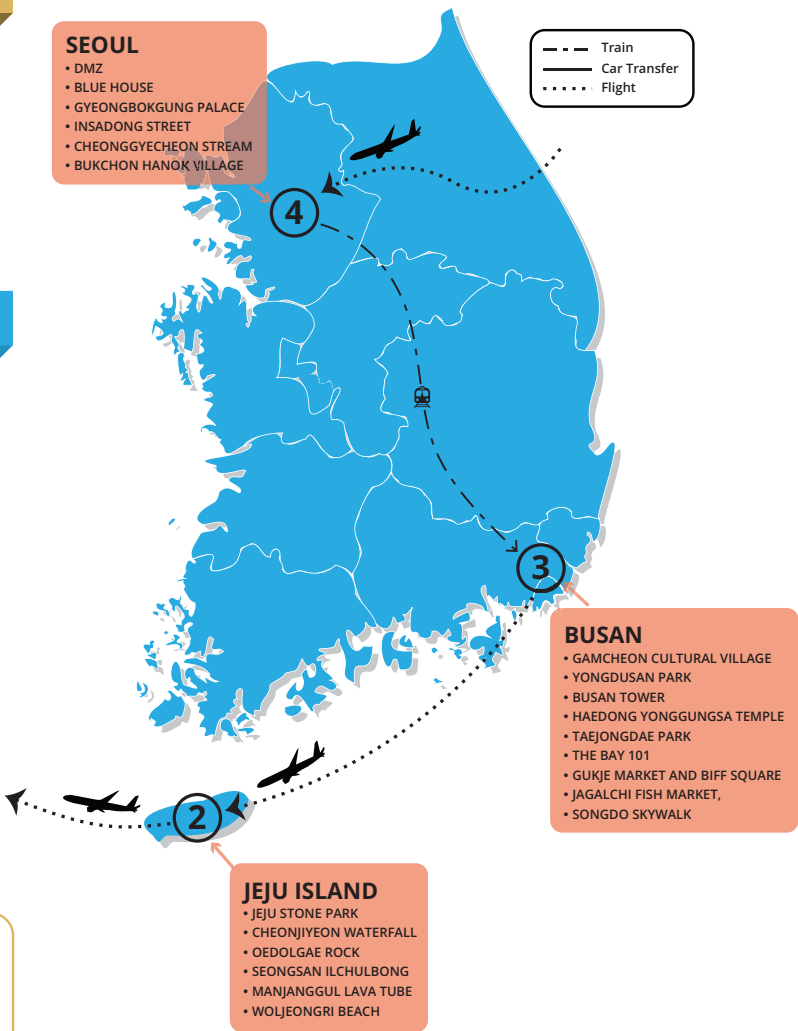 SEOUL
• DMZ
• BLUE HOUSE
• GYEONGBOKGUNG PALACE
• INSADONG STREET
• CHEONGGYECHEON STREAM
• BUKCHON HANOK VILLAGE
Train
Car Transfer
Flight
4
3
BUSAN
• GAMCHEON CULTURAL VILLAGE
• YONGDUSAN PARK
• BUSAN TOWER
• HAEDONG YONGGUNGSA TEMPLE
• TAEJONGDAE PARK
• THE BAY 101
• GUKJE MARKET AND BIFF SQUARE
• JAGALCHI FISH MARKET,
• SONGDO SKYWALK
2
JEJU ISLAND
• JEJU STONE PARK
• CHEONJIYEON WATERFALL
• OEDOLGAE ROCK
• SEONGSAN ILCHULBONG
• MANJANGGUL LAVA TUBE
• WOLJEONGRI BEACH